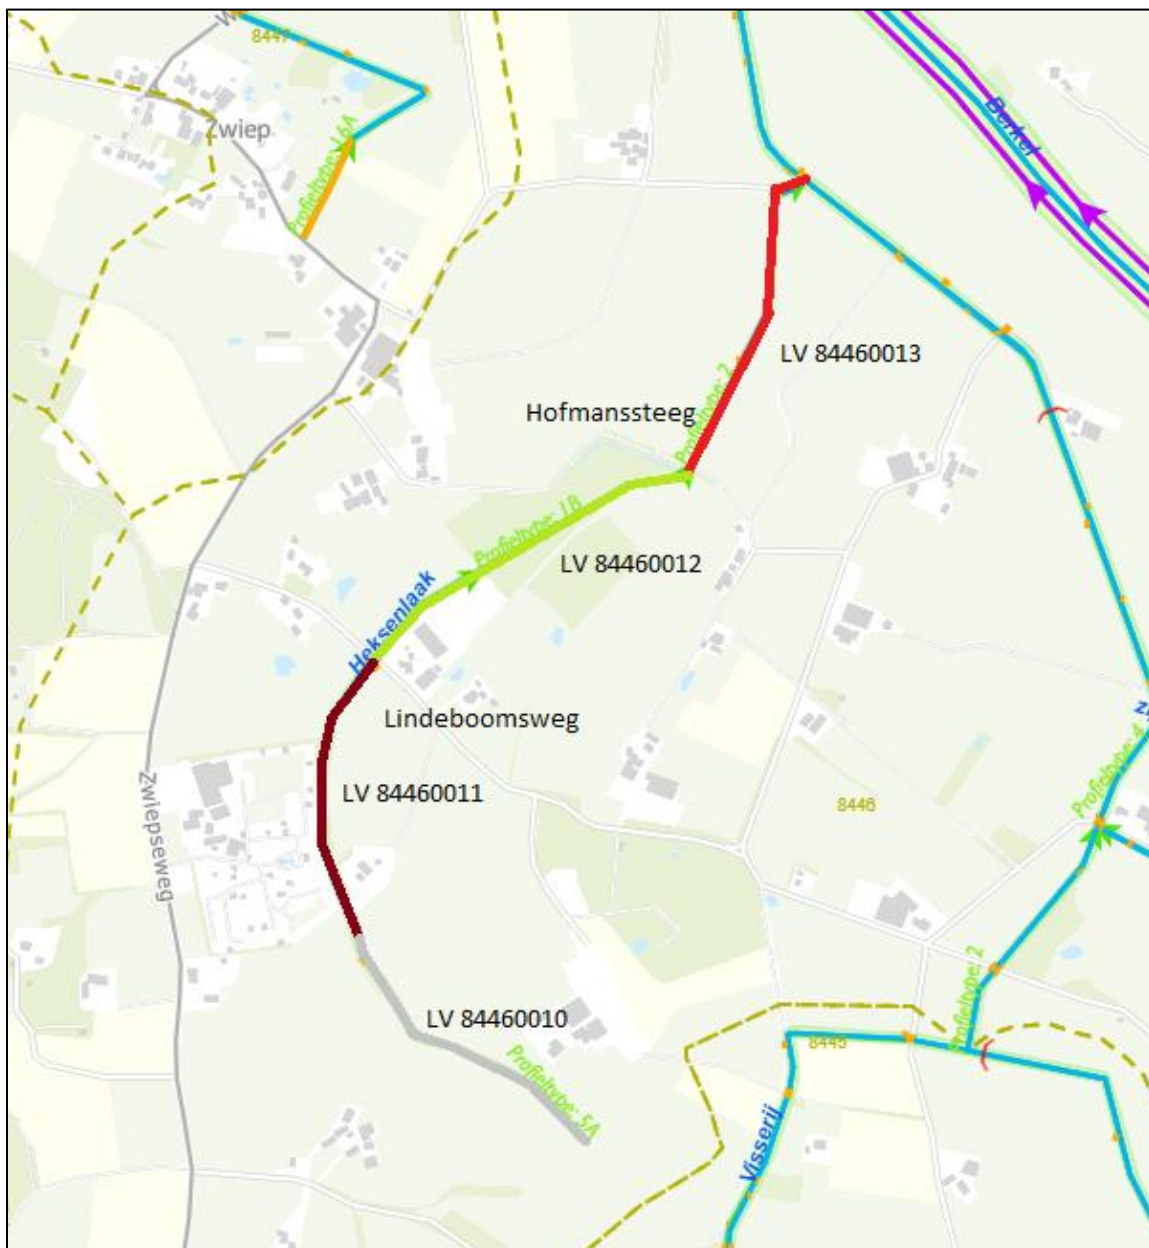 8447
Zwiep
Profieltype: 16A
Berkel
LV 84460013
Profieltype: 2
Hofmanssteeg
Profieltype: 1B
LV 84460012
Heksenlaak
Lindeboomsweg
LV 84460011
8446
Zwiepseweg
Profieltype: 4
LV 84460010
Profieltype: 2
Profieltype: 5A
8445
Visserij